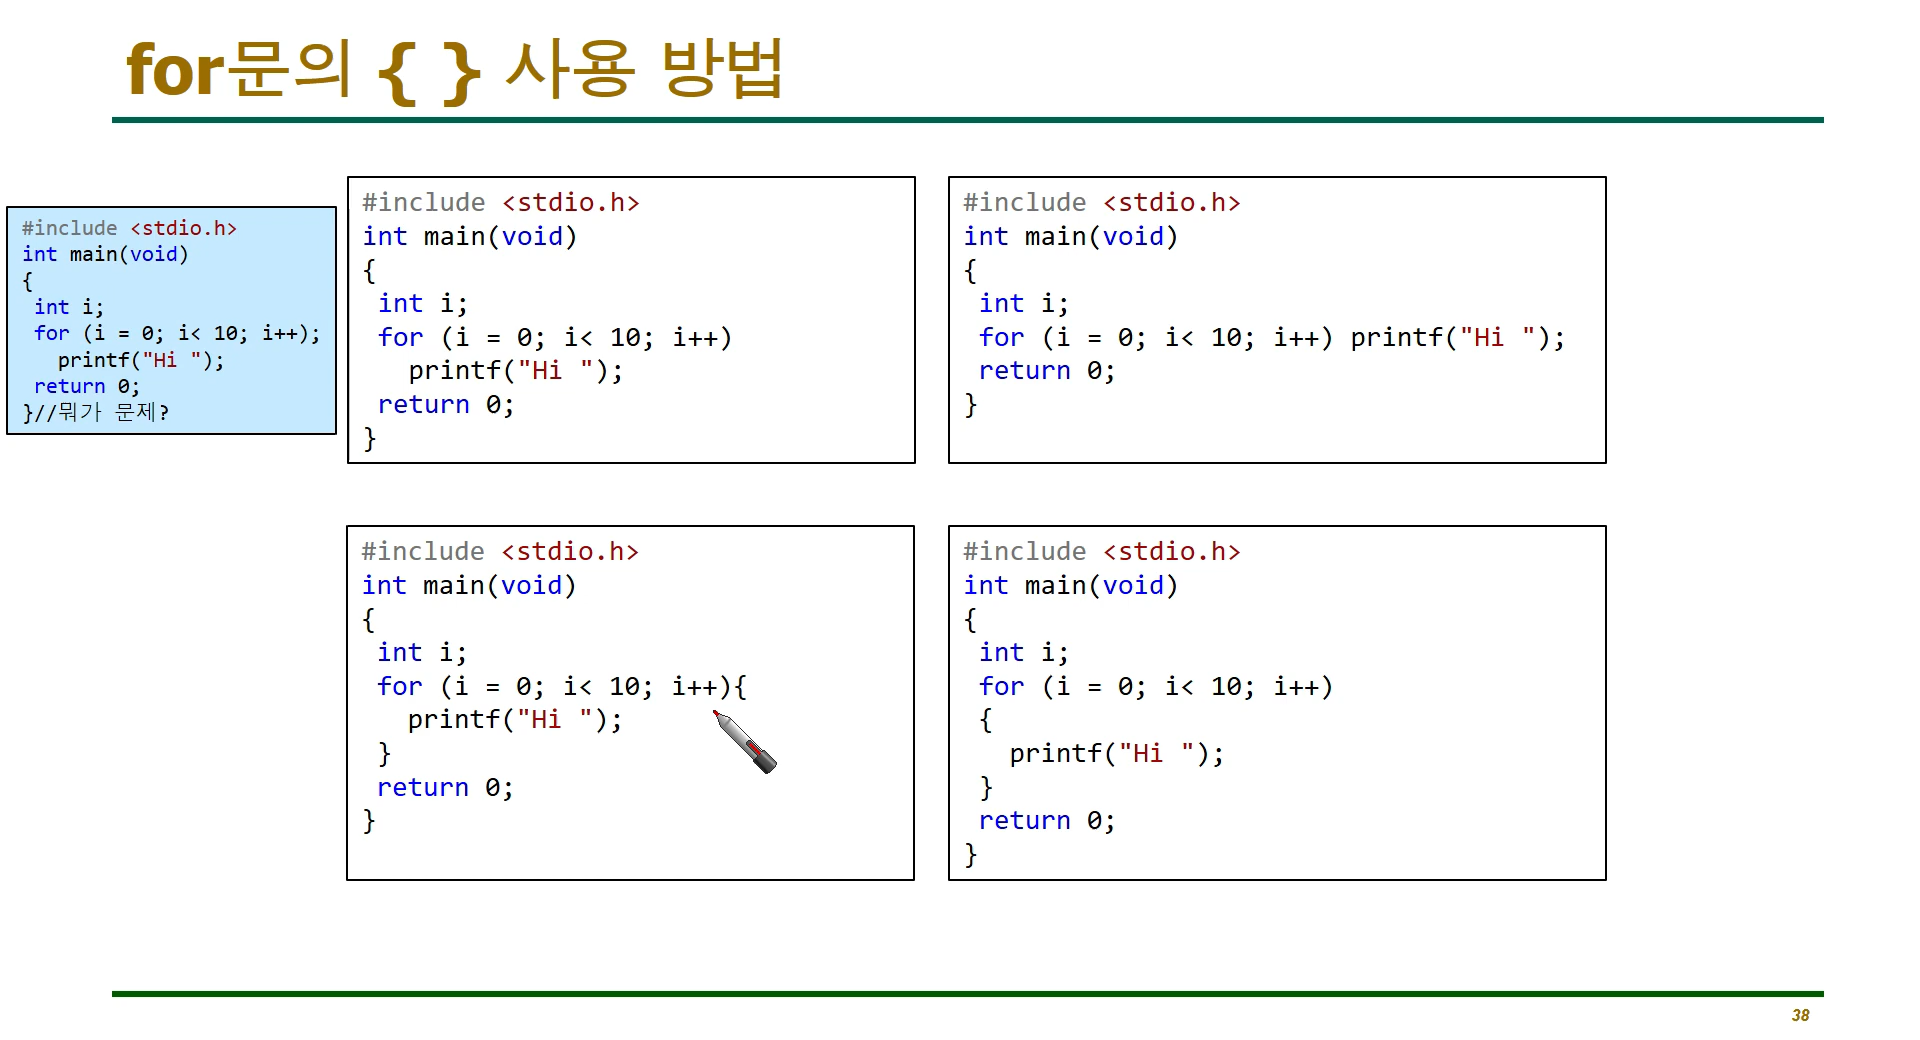 for문의 { } 사용 방법
#include <stdio.h>
int main(void)
{
 int i;
 for (i = 0; i< 10; i++);
   printf("Hi ");
 return 0;
}//뭐가 문제?
#include <stdio.h>
int main(void)
{
 int i;
 for (i = 0; i< 10; i++)
   printf("Hi ");
 return 0;
}
#include <stdio.h>
int main(void)
{
 int i;
 for (i = 0; i< 10; i++) printf("Hi ");
 return 0;
}
#include <stdio.h>
int main(void)
{
 int i;
 for (i = 0; i< 10; i++){
   printf("Hi ");
 }
 return 0;
}
#include <stdio.h>
int main(void)
{
 int i;
 for (i = 0; i< 10; i++)
 {
   printf("Hi ");
 }
 return 0;
}
38